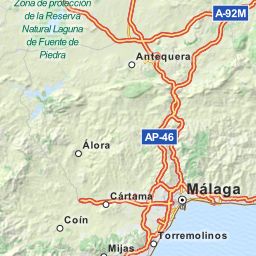 Zona de protección
de la Reserva
Natural Laguna
de Fuente de
Piedra
A-92M
Antequera
AP-46
Álora
Málaga
Cártama
Coín
Torremolinos
Mijas